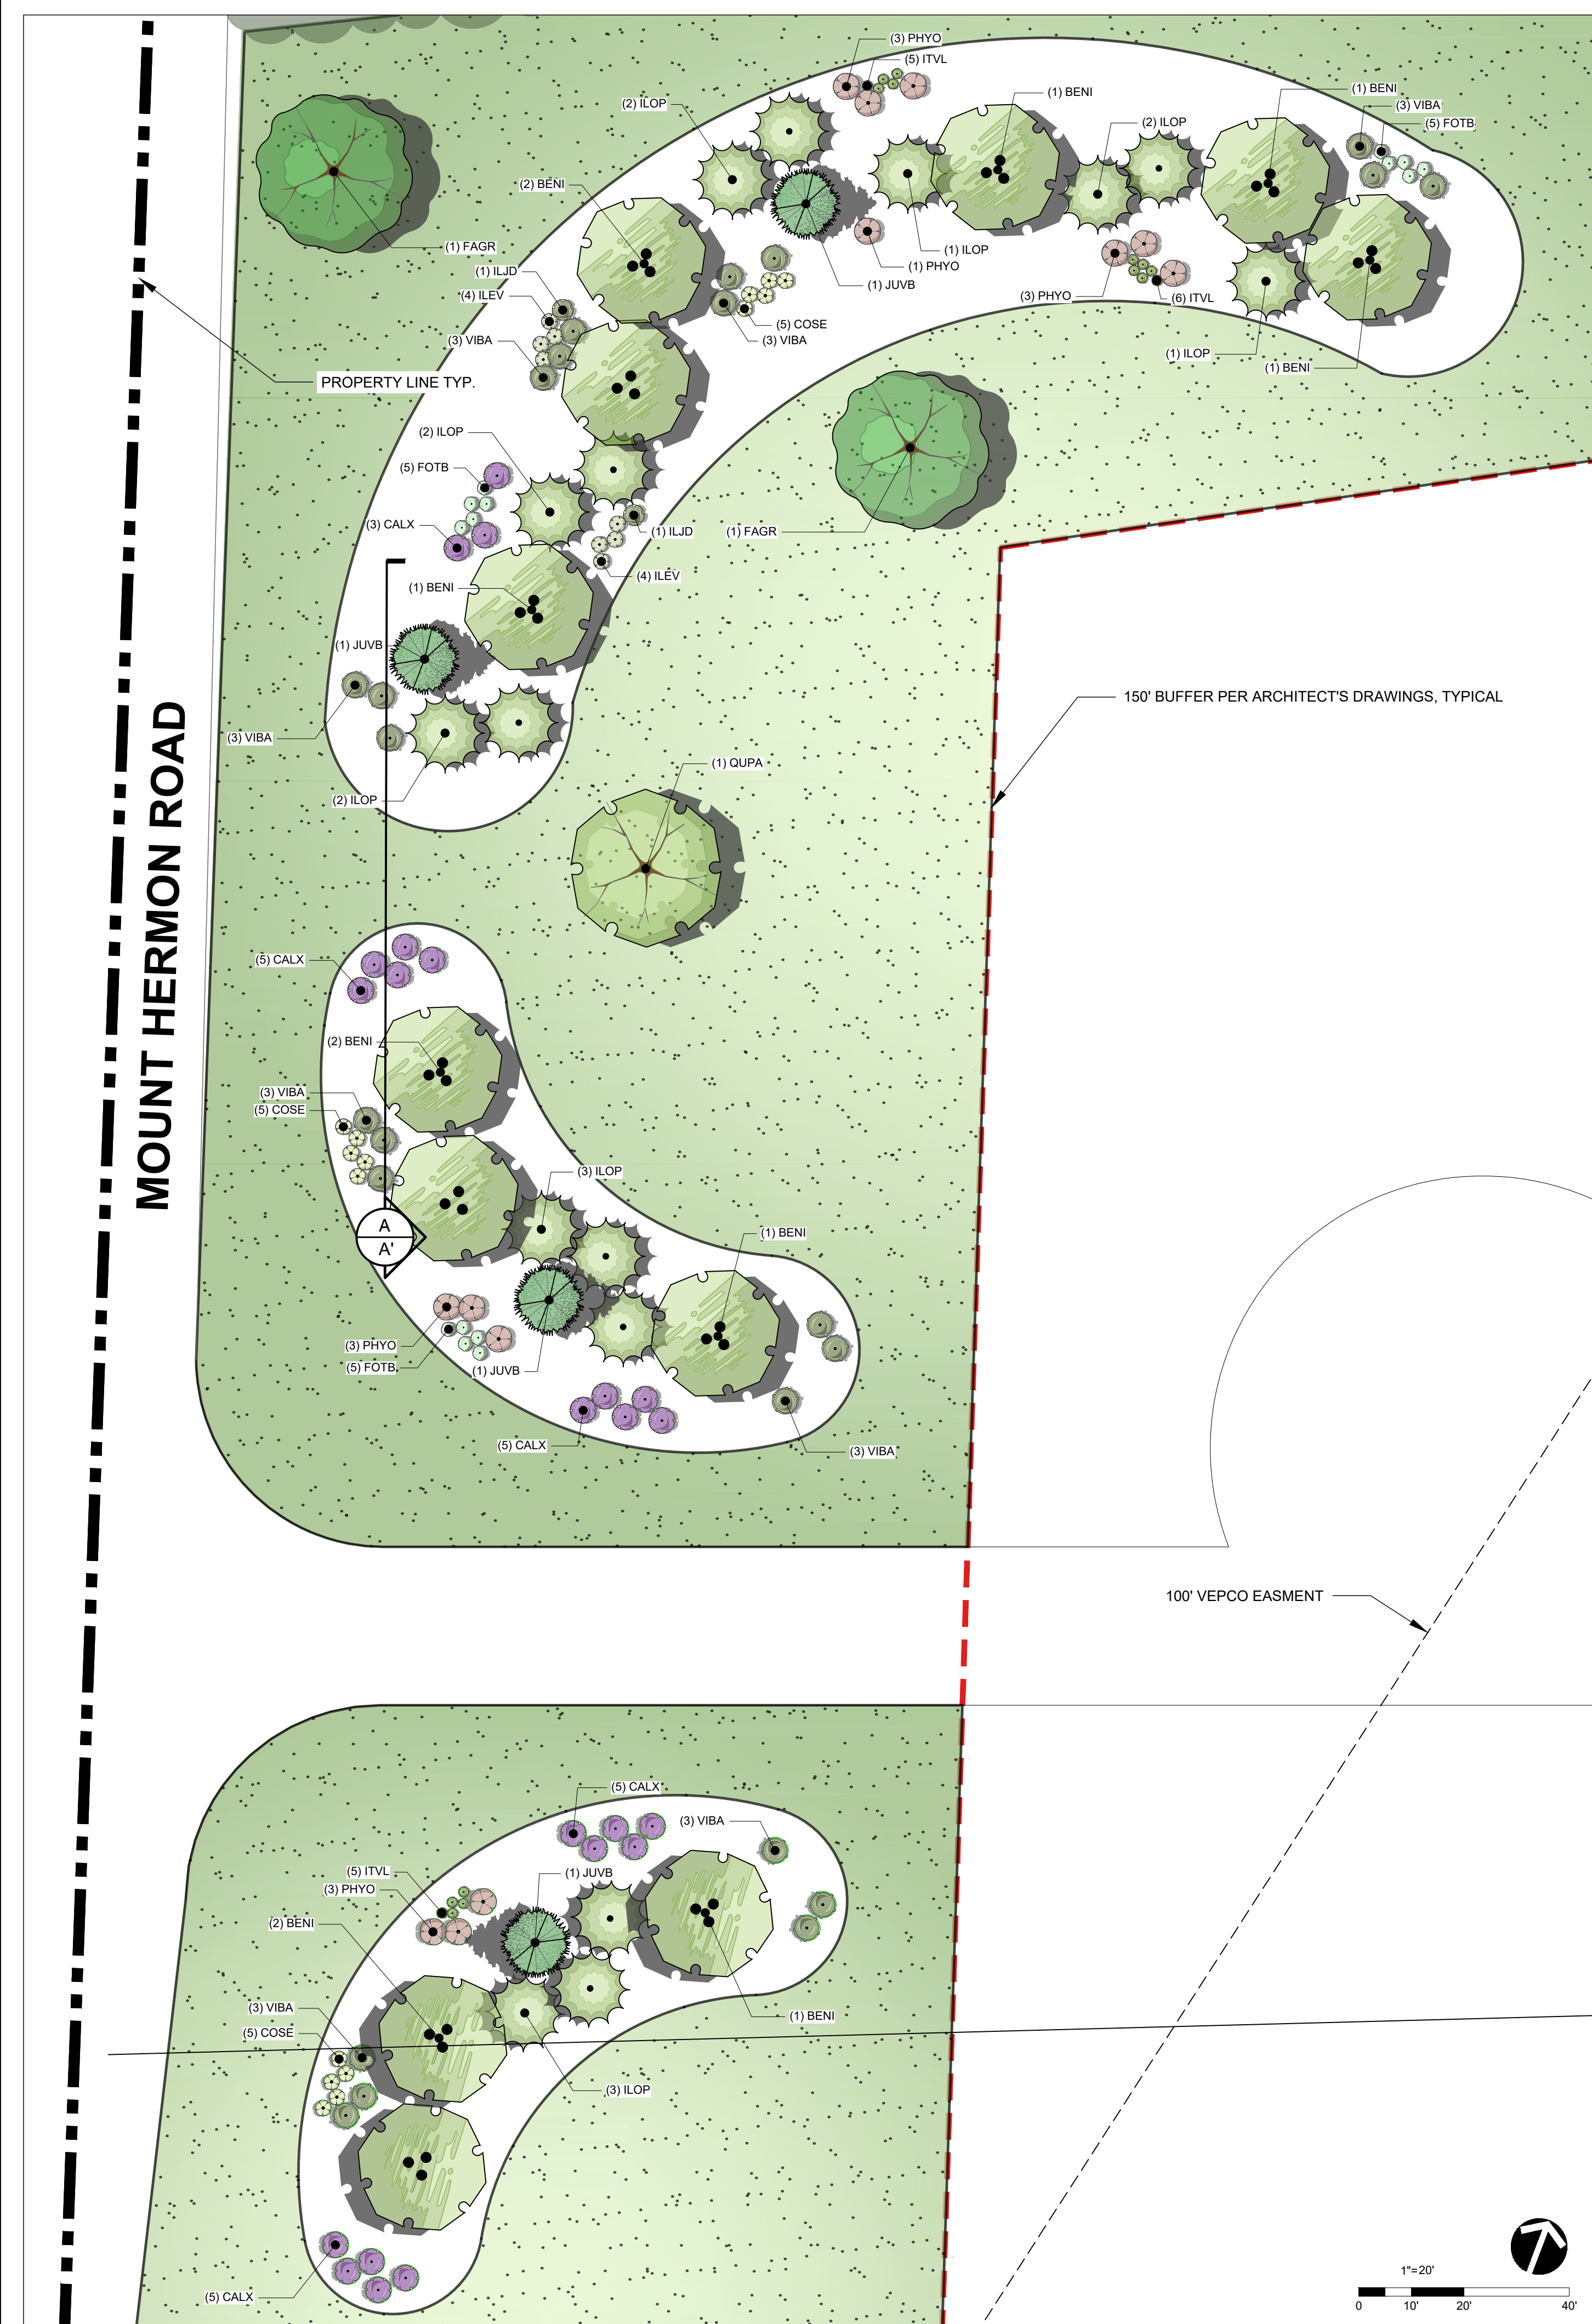 (3) PHYO
(5) ITVL
(1) BENI
(1) BENI
(2) ILOP
(3) VIBA
(2) ILOP
(5) FOTB
(2) BENI
(1) FAGR
(1) ILOP
(1) PHYO
(1) ILJD
(1) JUVB
(4) ILEV
(3) PHYO
(6) ITVL
(5) COSE
(3) VIBA
(3) VIBA
(1) ILOP
(1) BENI
PROPERTY LINE TYP.
(2) ILOP
(5) FOTB
(3) CALX
(1) ILJD
(1) FAGR
(4) ILEV
(1) BENI
(1) JUVB
150' BUFFER PER ARCHITECT'S DRAWINGS, TYPICAL
(3) VIBA
(1) QUPA
(2) ILOP
MOUNT HERMON ROAD
(5) CALX
(2) BENI
(3) VIBA
(5) COSE
(3) ILOP
A
A'
(1) BENI
(3) PHYO
(5) FOTB
(1) JUVB
(5) CALX
(3) VIBA
100' VEPCO EASMENT
(5) CALX
(3) VIBA
(5) ITVL
(1) JUVB
(3) PHYO
(2) BENI
(3) VIBA
(1) BENI
(5) COSE
(3) ILOP
(5) CALX
1"=20'
0 10' 20' 40'